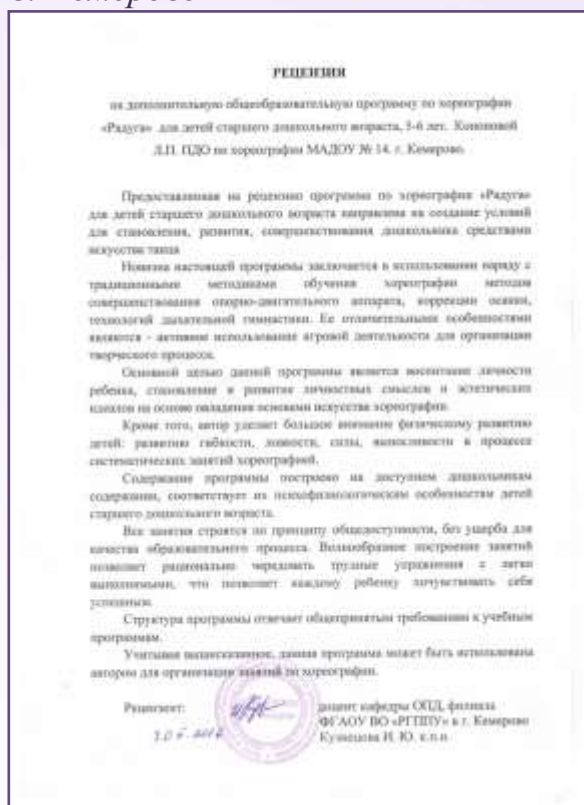 РЕЦЕНЗИЯ
на дополнительную общеобразовательную программу по хореографии
«Радуга» для детей старшего дошкольного возраста, 5-6 лет. Кононовой
Л.П. ПДО по хореографии МАДОУ № 14. г. Кемерово.
Предоставленная на рецензию программа по хореографии «Радуга»
для детей старшего дошкольного возраста направлена на создание условий
для становления, развития, совершенствования дошкольника средствами
искусства танца
Новизна настоящей программы заключается в использовании наряду с
традиционными методиками обучения хореографии методов
совершенствования опорно-двигательного аппарата, коррекции осанки,
технологий дыхательной гимнастики. Ее отличительными особенностями
являются - активное использование игровой деятельности для организации
творческого процесса.
Основной целью данной программы является воспитание личности
ребенка, становление и развитие личностных смыслов и эстетических
идеалов на основе овладения основами искусства хореографии.
Кроме того, автор уделяет большое внимание физическому развитию
детей: развитию гибкости, ловкости, силы, выносливости в процессе
систематических занятий хореографией.
Содержание программы построено на доступном дошкольникам
содержании, соответствует их психофизиологическим особенностям детей
старшего дошкольного возраста.
Все занятия строятся по принципу общедоступности, без ущерба для
качества образовательного процесса. Волнообразное построение занятий
позволяет рационально чередовать трудные упражнения с легко
выполнимыми, что позволяет каждому ребенку почувствовать себя
успешным.
Структура программы отвечает общепринятым требованиям к учебным
программам.
Учитывая вышесказанное, данная программа может быть использована
автором для организации занятий по хореографии.
Рецензент: доцент кафедры ОПД, филиала
ФГАОУ ВО «РГППУ» в г. Кемерово
Кузнецова И. Ю. к.п.н.